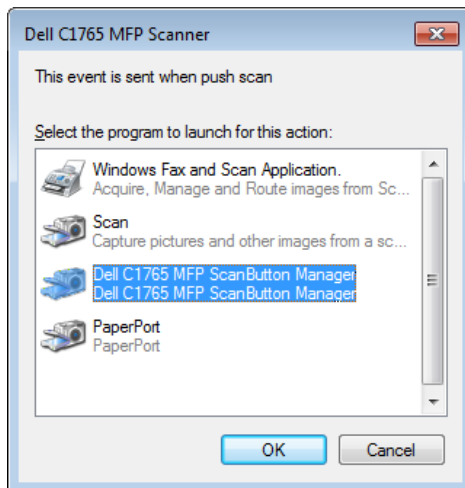 Dell C1765 MFP Scanner
This event is sent when push scan
Select the program to launch for this action:
Windows Fax and Scan Application.
Acquire, Manage and Route images from Sc...
Scan
Capture pictures and other images from a sc...
Dell C1765 MFP ScanButton Manager
Dell C1765 MFP ScanButton Manager
PaperPort
PaperPort
OK
Cancel